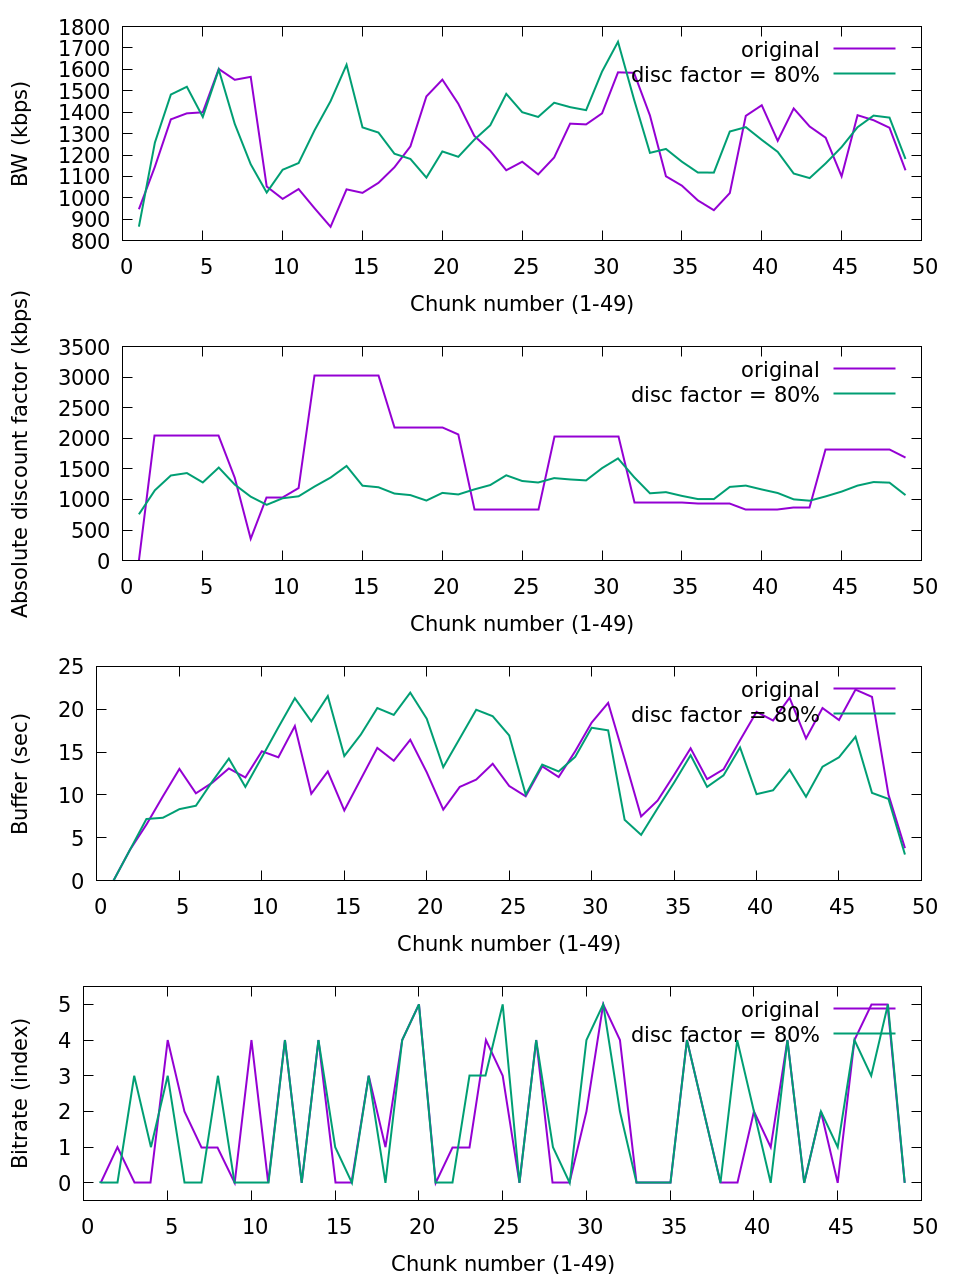 BW (kbps)
1800
1700
1600
1500
1400
1300
1200
1100
1000
900
800
original
disc factor = 80%
0 5 10 15 20 25 30 35 40 45 50
Chunk number (1-49)
Absolute discount factor (kbps)
3500
3000
2500
2000
1500
1000
500
0
original
disc factor = 80%
0 5 10 15 20 25 30 35 40 45 50
Chunk number (1-49)
Buffer (sec)
25
20
15
10
5
0
original
disc factor = 80%
0 5 10 15 20 25 30 35 40 45 50
Chunk number (1-49)
Bitrate (index)
5
4
3
2
1
0
original
disc factor = 80%
0 5 10 15 20 25 30 35 40 45 50
Chunk number (1-49)